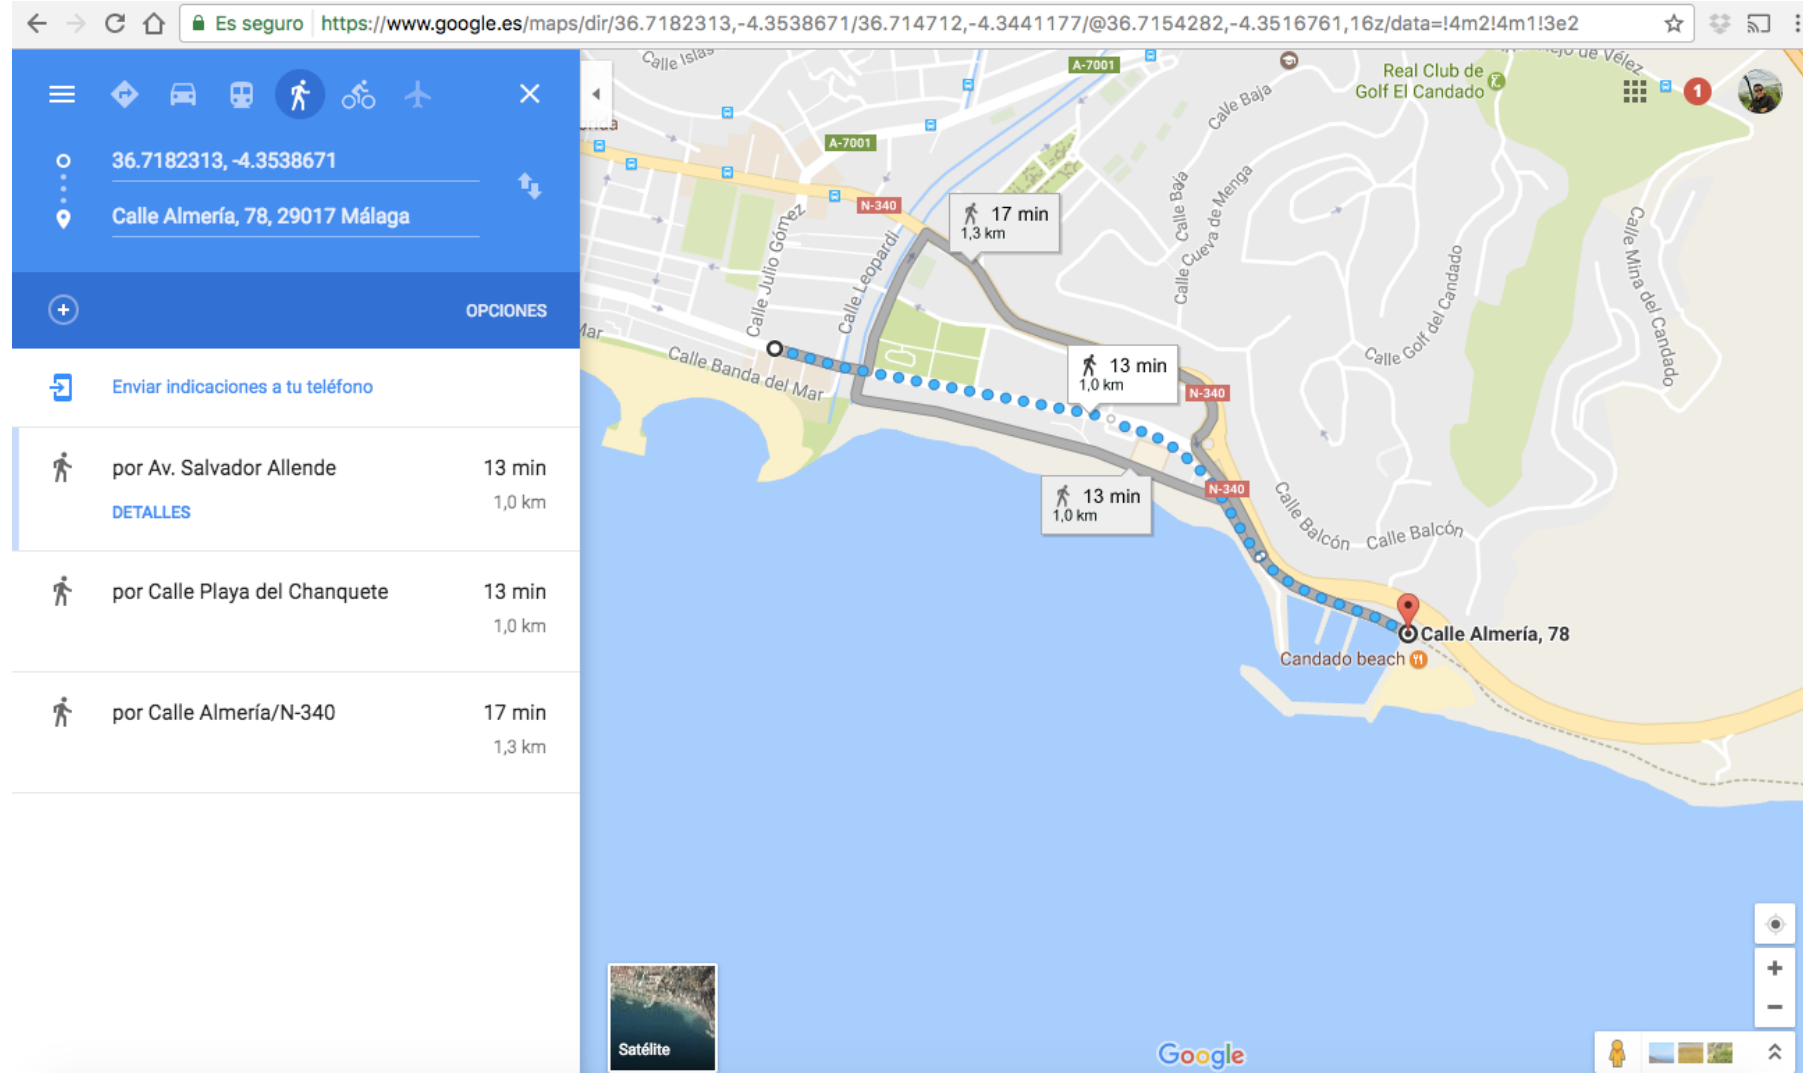 Es seguro https://www.google.es/maps/dir/36.7182313,-4.3538671/36.714712,-4.3441177/@36.7154282,-4.3516761,16z/data=!4m2!4m1!3e2
36.7182313, -4.3538671
Calle Almería, 78, 29017 Málaga
OPCIONES
Enviar indicaciones a tu teléfono
por Av. Salvador Allende 13 min
DETALLES 1,0 km
por Calle Playa del Chanquete 13 min
1,0 km
por Calle Almería/N-340 17 min
1,3 km
Calle Islas
A-7001
Real Club de
Golf El Candado
de Vélez
1
Calle Baja
A-7001
N-340
17 min
1,3 km
Calle Julio Gómez
Calle Leopardi
Calle Baja
Calle Cueva de Menga
Calle Golf del Candado
Calle Mina del Candado
Mar
Calle Banda del Mar
13 min
1,0 km
N-340
13 min
1,0 km
N-340
Calle Balcón
Calle Balcón
Calle Almería, 78
Candado beach
Satélite
Google